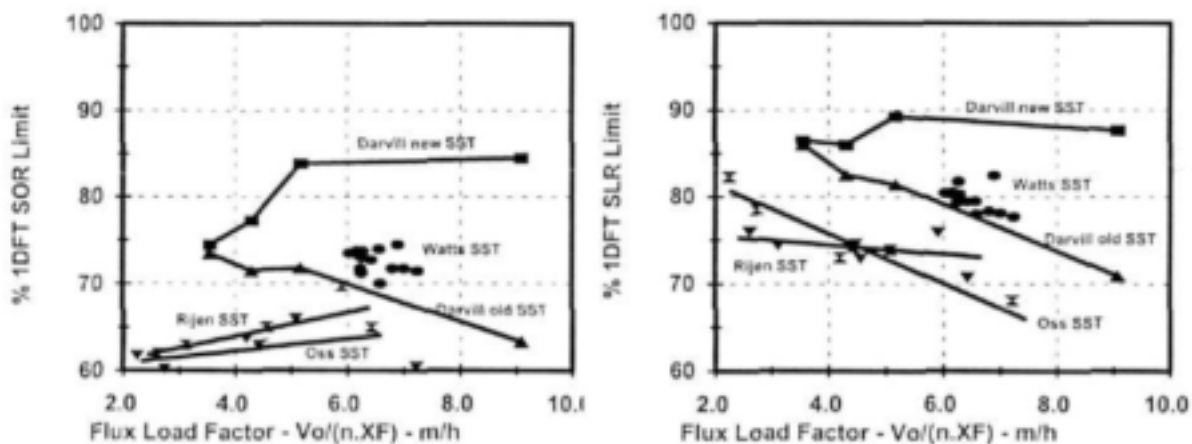 % 1DFT SOR Limit
100
90
80
70
60
Darvill new SST
Watts SST
Darvill old SST
Rijen SST
Oss SST
2.0 4.0 6.0 8.0 10.0
Flux Load Factor - Vo/(n.XF) - m/h
% 1DFT SLR Limit
100
90
80
70
60
Darvill new SST
Watts SST
Darvill old SST
Rijen SST
Oss SST
2.0 4.0 6.0 8.0 10.0
Flux Load Factor - Vo/(n.XF) - m/h